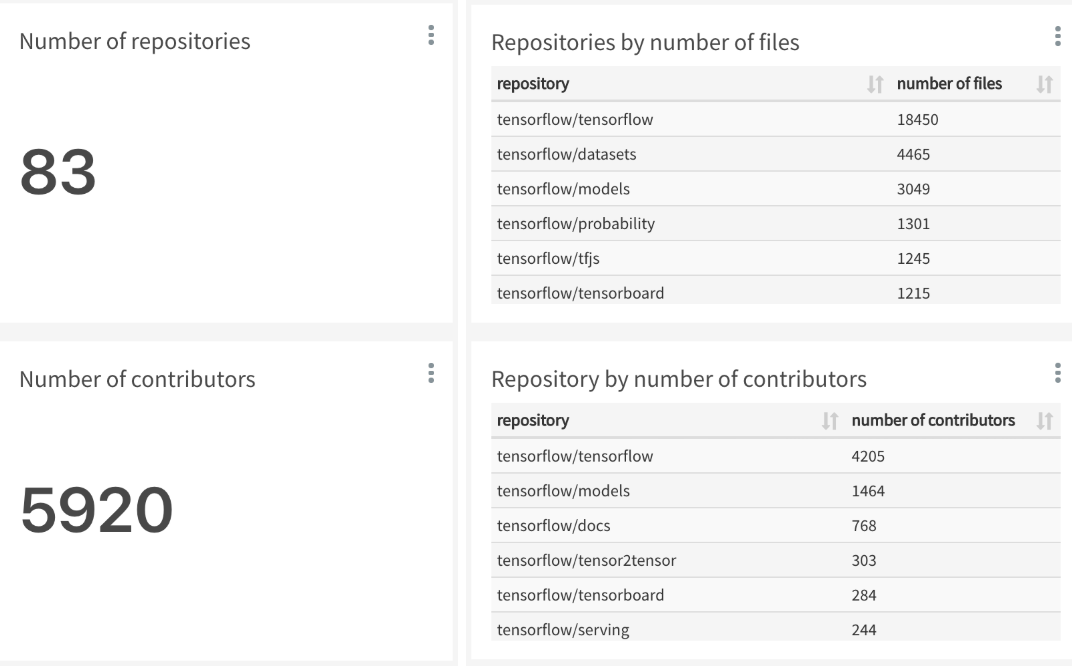 Number of repositories
83
Repositories by number of files
repository number of files
tensorflow/tensorflow 18450
tensorflow/datasets 4465
tensorflow/models 3049
tensorflow/probability 1301
tensorflow/tfjs 1245
tensorflow/tensorboard 1215
Number of contributors
5920
Repository by number of contributors
repository number of contributors
tensorflow/tensorflow 4205
tensorflow/models 1464
tensorflow/docs 768
tensorflow/tensor2tensor 303
tensorflow/tensorboard 284
tensorflow/serving 244